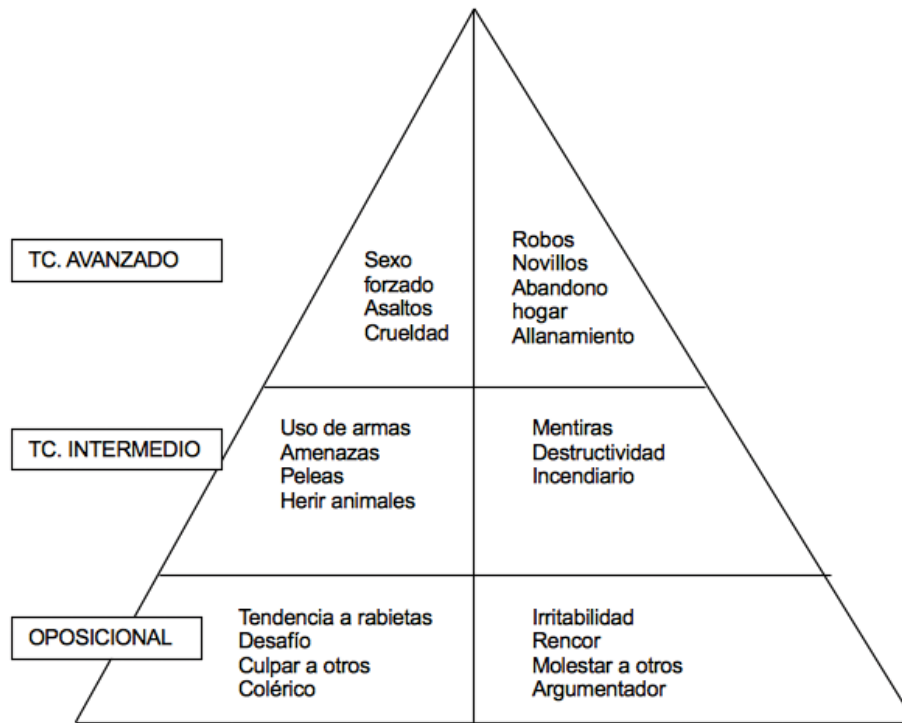 TC. AVANZADO
Sexo
forzado
Asaltos
Crueldad
Robos
Novillos
Abandono
hogar
Allanamiento
TC. INTERMEDIO
Uso de armas
Amenazas
Peleas
Herir animales
Mentiras
Destructividad
Incendiario
OPOSICIONAL
Tendencia a rabietas
Desafío
Culpar a otros
Colérico
Irritabilidad
Rencor
Molestar a otros
Argumentador